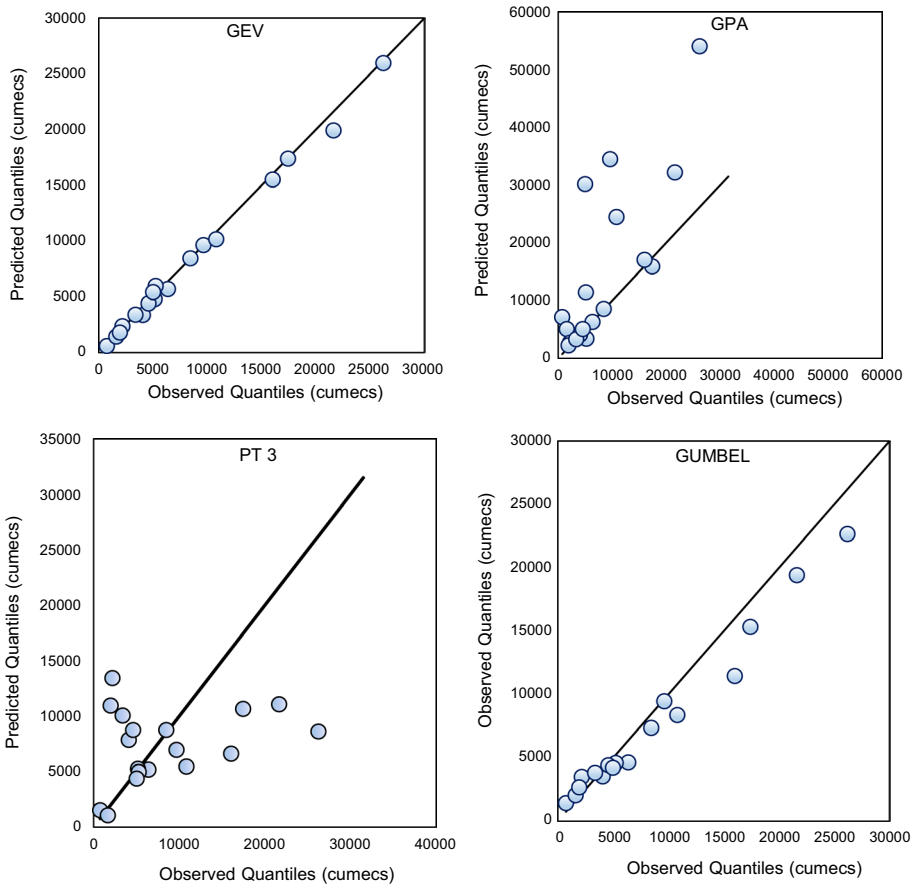 GEV
30000
25000
20000
15000
10000
5000
0
0 5000 10000 15000 20000 25000 30000
Predicted Quantiles (cumecs)
Observed Quantiles (cumecs)
GPA
60000
50000
40000
30000
20000
10000
0
0 10000 20000 30000 40000 50000 60000
Predicted Quantiles (cumecs)
Observed Quantiles (cumecs)
PT 3
35000
30000
25000
20000
15000
10000
5000
0
0 10000 20000 30000 40000
Predicted Quantiles (cumecs)
Observed Quantiles (cumecs)
GUMBEL
30000
25000
20000
15000
10000
5000
0
0 5000 10000 15000 20000 25000 30000
Observed Quantiles (cumecs)
Observed Quantiles (cumecs)